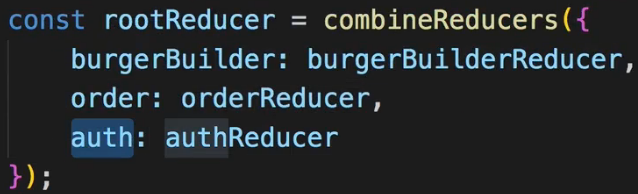 const rootReducer = combineReducers({
burgerBuilder: burgerBuilderReducer,
order: orderReducer,
auth: authReducer
});